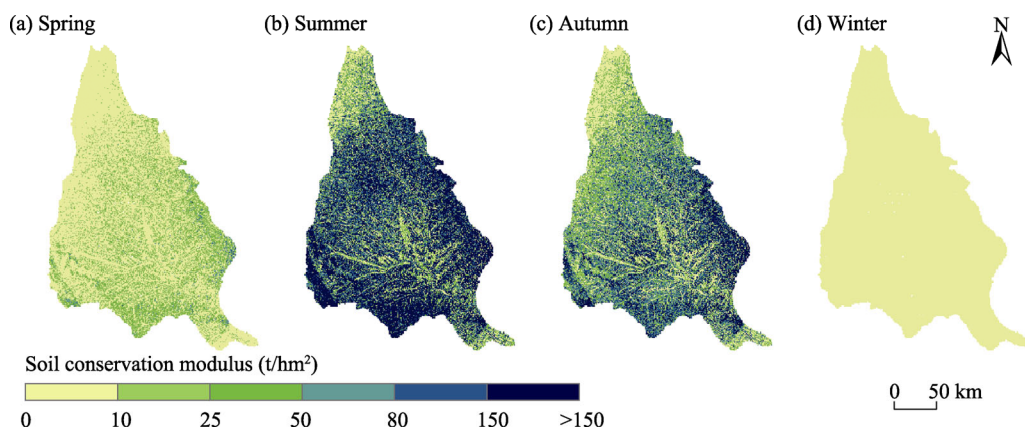 (a) Spring
(b) Summer
(c) Autumn
(d) Winter
N
Soil conservation modulus (t/hm²)
0 10 25 50 80 150 >150
0 50 km